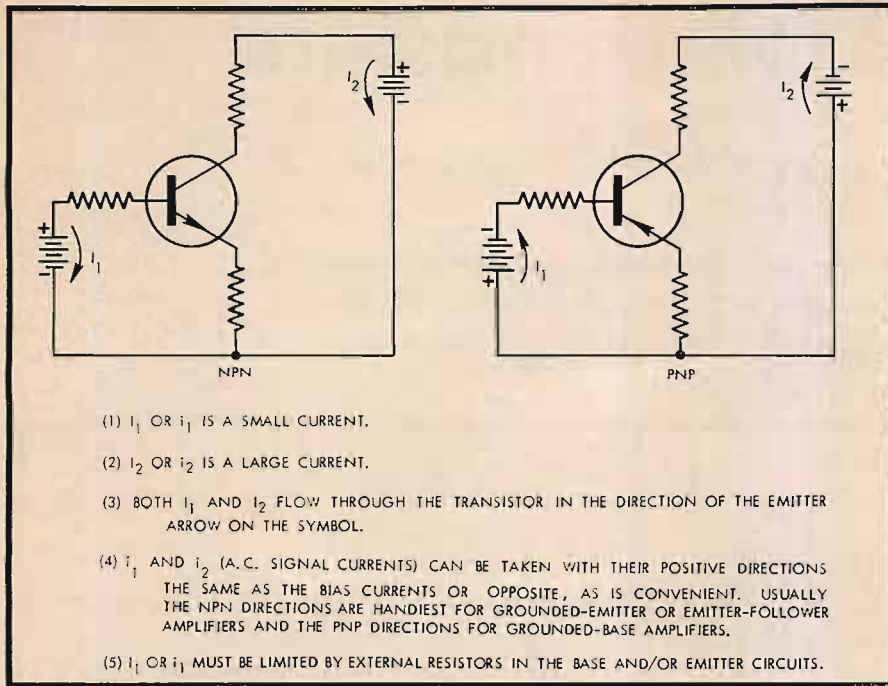 +
I2
-
+
I1
-
NPN
-
I2
+
-
I1
+
PNP
(1) I1 OR i1 IS A SMALL CURRENT.
(2) I2 OR i2 IS A LARGE CURRENT.
(3) BOTH I1 AND I2 FLOW THROUGH THE TRANSISTOR IN THE DIRECTION OF THE EMITTER
ARROW ON THE SYMBOL.
(4) i1 AND i2 (A.C. SIGNAL CURRENTS) CAN BE TAKEN WITH THEIR POSITIVE DIRECTIONS
THE SAME AS THE BIAS CURRENTS OR OPPOSITE, AS IS CONVENIENT. USUALLY
THE NPN DIRECTIONS ARE HANDIEST FOR GROUNDED-EMITTER OR EMITTER-FOLLOWER
AMPLIFIERS AND THE PNP DIRECTIONS FOR GROUNDED-BASE AMPLIFIERS.
(5) I1 OR i1 MUST BE LIMITED BY EXTERNAL RESISTORS IN THE BASE AND/OR EMITTER CIRCUITS.